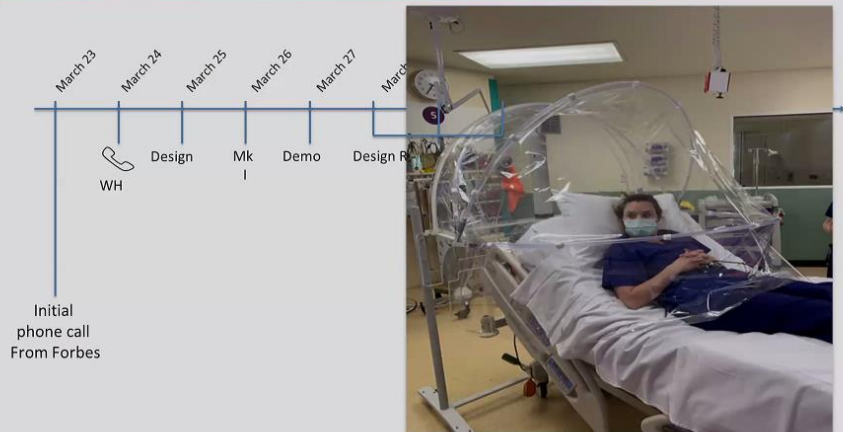 March 23
March 24
March 25
March 26
March 27
WH
Design
Mk
I
Demo
Design
Initial
phone call
From Forbes
5